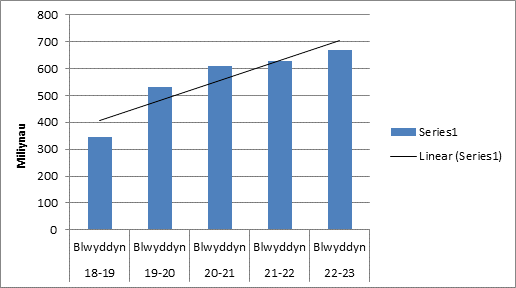 800
700
600
500
400
300
200
100
0
Miliynau
Blwyddyn Blwyddyn Blwyddyn Blwyddyn Blwyddyn
18-19 19-20 20-21 21-22 22-23
Series1
Linear (Series1)